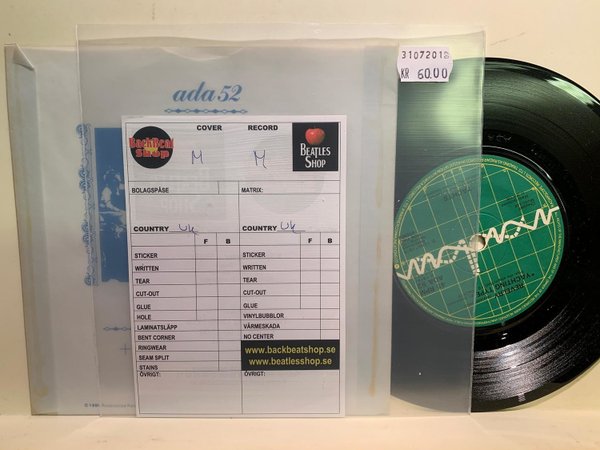 31072018
KR 60.00
ada 52
COVER RECORD
BackBeat
Shop
M M
BEATLES
SHOP
BOLAGSPÅSE MATRIX:
COUNTRY UK COUNTRY UK
F B F B
STICKER STICKER
WRITTEN WRITTEN
TEAR TEAR
CUT-OUT CUT-OUT
GLUE GLUE
HOLE VINYLBUBBLOR
LAMINATSLÄPP VÄRMESKADA
BENT CORNER NO CENTER
RINGWEAR
SEAM SPLIT
STAINS
www.backbeatshop.se
www.beatlesshop.se
ÖVRIGT: ÖVRIGT: